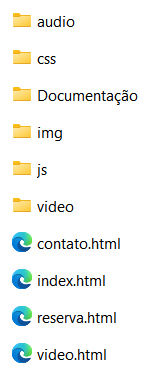 audio
css
Documentação
img
js
video
contato.html
index.html
reserva.html
video.html